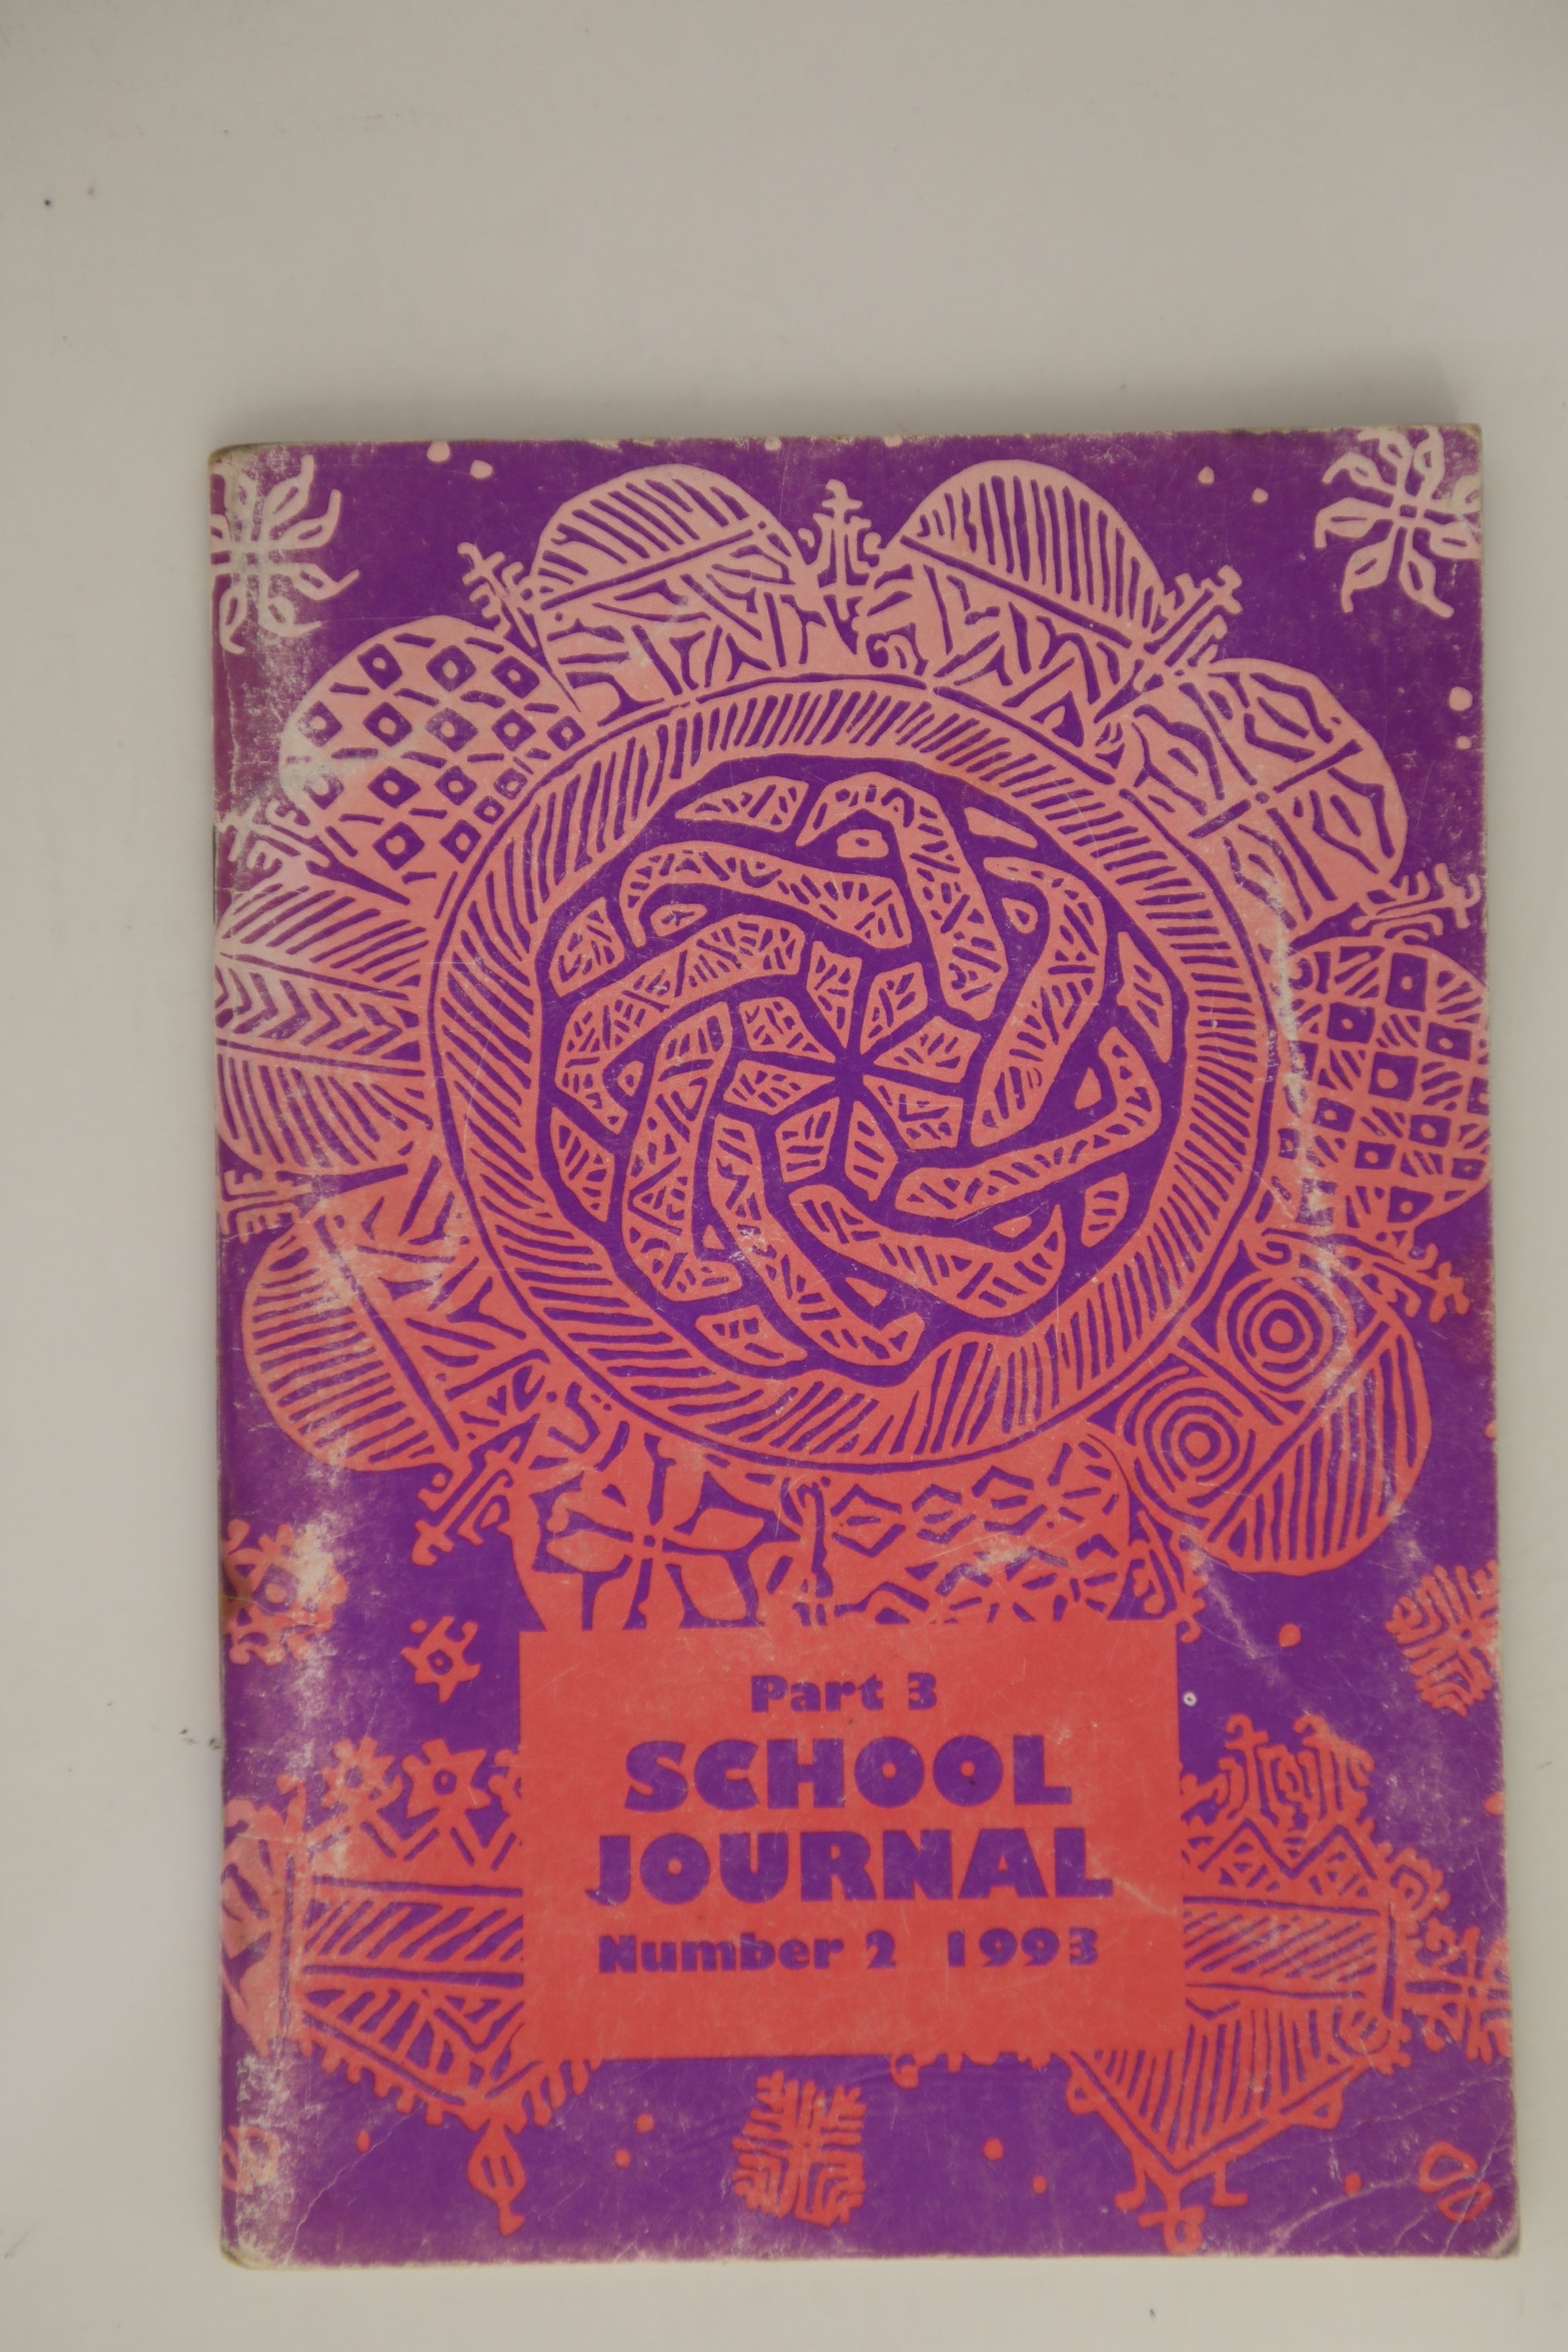 Part 3
SCHOOL
JOURNAL
Number 2 1993